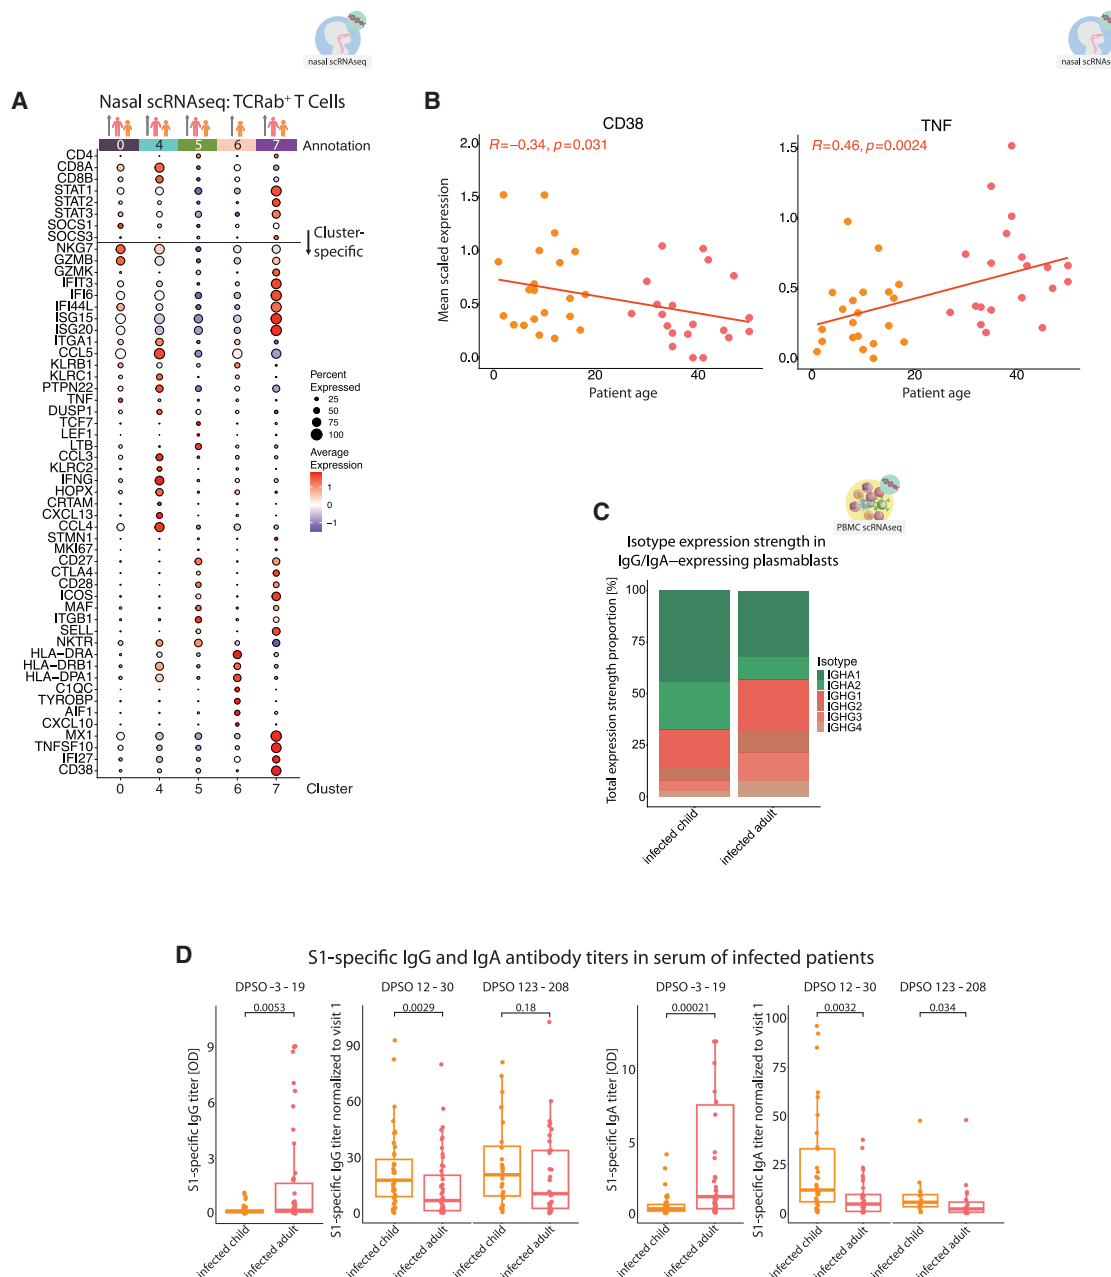 nasal scRNAseq
nasal scRNAse
A
Nasal scRNAseq: TCRab+ T Cells
0 4 5 6 7 Annotation
CD4
CD8A
CD8B
STAT1
STAT2
STAT3
SOCS1
SOCS3
Cluster-
specific
NKG7
GZMB
GZMK
IFIT3
IFI6
IFI44L
ISG15
ISG20
ITGA1
CCL5
KLRB1
KLRC1
PTPN22
TNF
DUSP1
TCF7
LEF1
LTB
CCL3
KLRC2
IFNG
HOPX
CRTAM
CXCL13
CCL4
STMN1
MKI67
CD27
CTLA4
CD28
ICOS
MAF
ITGB1
SELL
NKTR
HLA-DRA
HLA-DRB1
HLA-DPA1
C1QC
TYROBP
AIF1
CXCL10
MX1
TNFSF10
IFI27
CD38
0 4 5 6 7 Cluster
Percent
Expressed
25
50
75
100
Average
Expression
1
0
-1
B
CD38
R=-0.34, p=0.031
Mean scaled expression
2.0
1.5
1.0
0.5
0.0
0 20 40
Patient age
TNF
R=0.46, p=0.0024
1.5
1.0
0.5
0.0
0 20 40
Patient age
C
PBMC scRNAseq
Isotype expression strength in
IgG/IgA-expressing plasmablasts
Total expression strength proportion [%]
100
75
50
25
0
infected child
infected adult
Isotype
IGHA1
IGHA2
IGHG1
IGHG2
IGHG3
IGHG4
D
S1-specific IgG and IgA antibody titers in serum of infected patients
DPSO -3 - 19
0.0053
S1-specific IgG titer [OD]
9
6
3
0
infected child
infected adult
DPSO 12 - 30
DPSO 123 - 208
0.0029
0.18
S1-specific IgG titer normalized to visit 1
90
60
30
0
infected child
infected adult
infected child
infected adult
DPSO -3 - 19
0.00021
S1-specific IgA titer [OD]
10
5
0
infected child
infected adult
DPSO 12 - 30
DPSO 123 - 208
0.0032
0.034
S1-specific IgA titer normalized to visit 1
100
75
50
25
0
infected child
infected adult
infected child
infected adult